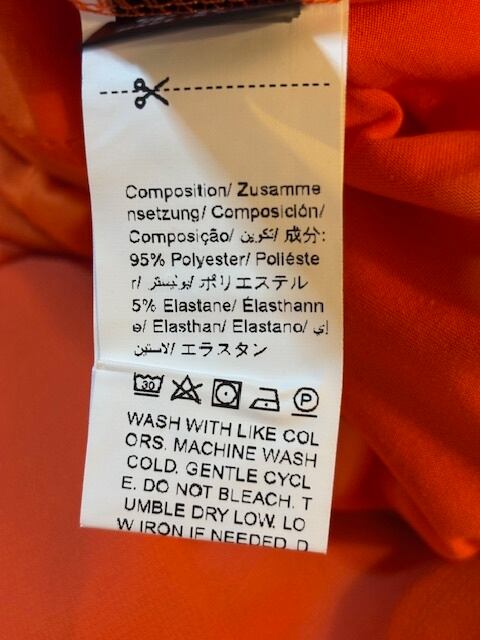 Composition/ Zusamme
nsetzung/ Composición/
Composição/ تكوين/ 成分:
95% Polyester/ Poliéste
r/ بوليستر/ ポリエステル
5% Elastane/ Élasthann
e/ Elasthan/ Elastano/ إي
لاستين/ エラスタン
30 P
WASH WITH LIKE COL
ORS. MACHINE WASH
COLD. GENTLE CYCL
E. DO NOT BLEACH. T
UMBLE DRY LOW. LO
W IRON IF NEEDED. D